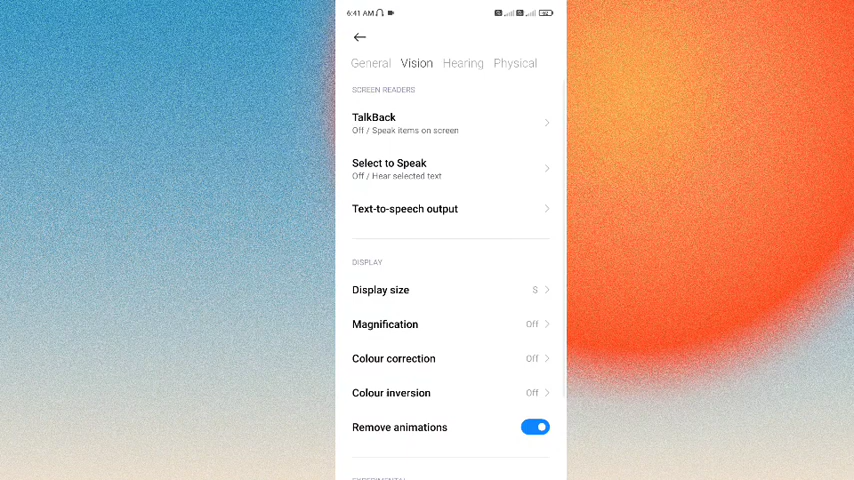 6:41 AM
General Vision Hearing Physical
SCREEN READERS
TalkBack
Off / Speak items on screen
Select to Speak
Off / Hear selected text
Text-to-speech output
DISPLAY
Display size S
Magnification Off
Colour correction Off
Colour inversion Off
Remove animations
EXPERIMENTAL